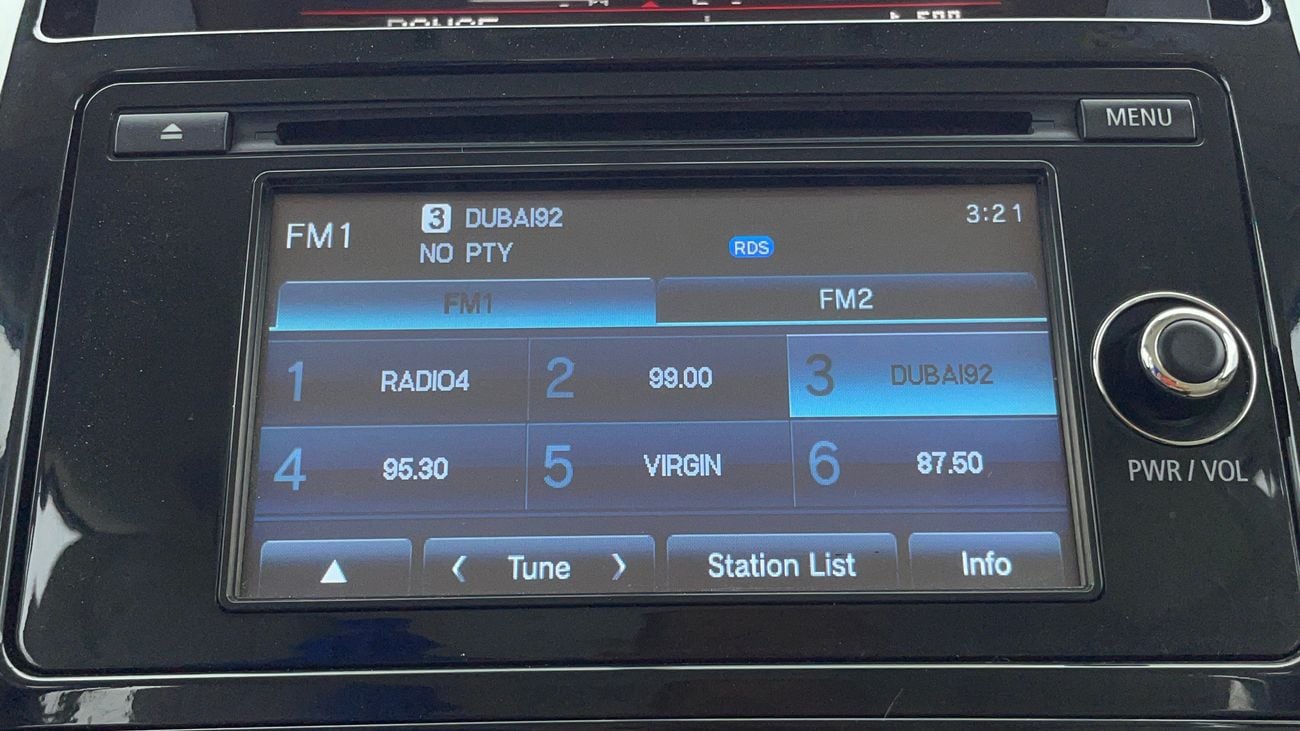 MENU
FM1
3 DUBAI92
NO PTY
RDS
3:21
FM1
FM2
1 RADIO4
2 99.00
3 DUBAI92
4 95.30
5 VIRGIN
6 87.50
Tune
Station List
Info
PWR / VOL